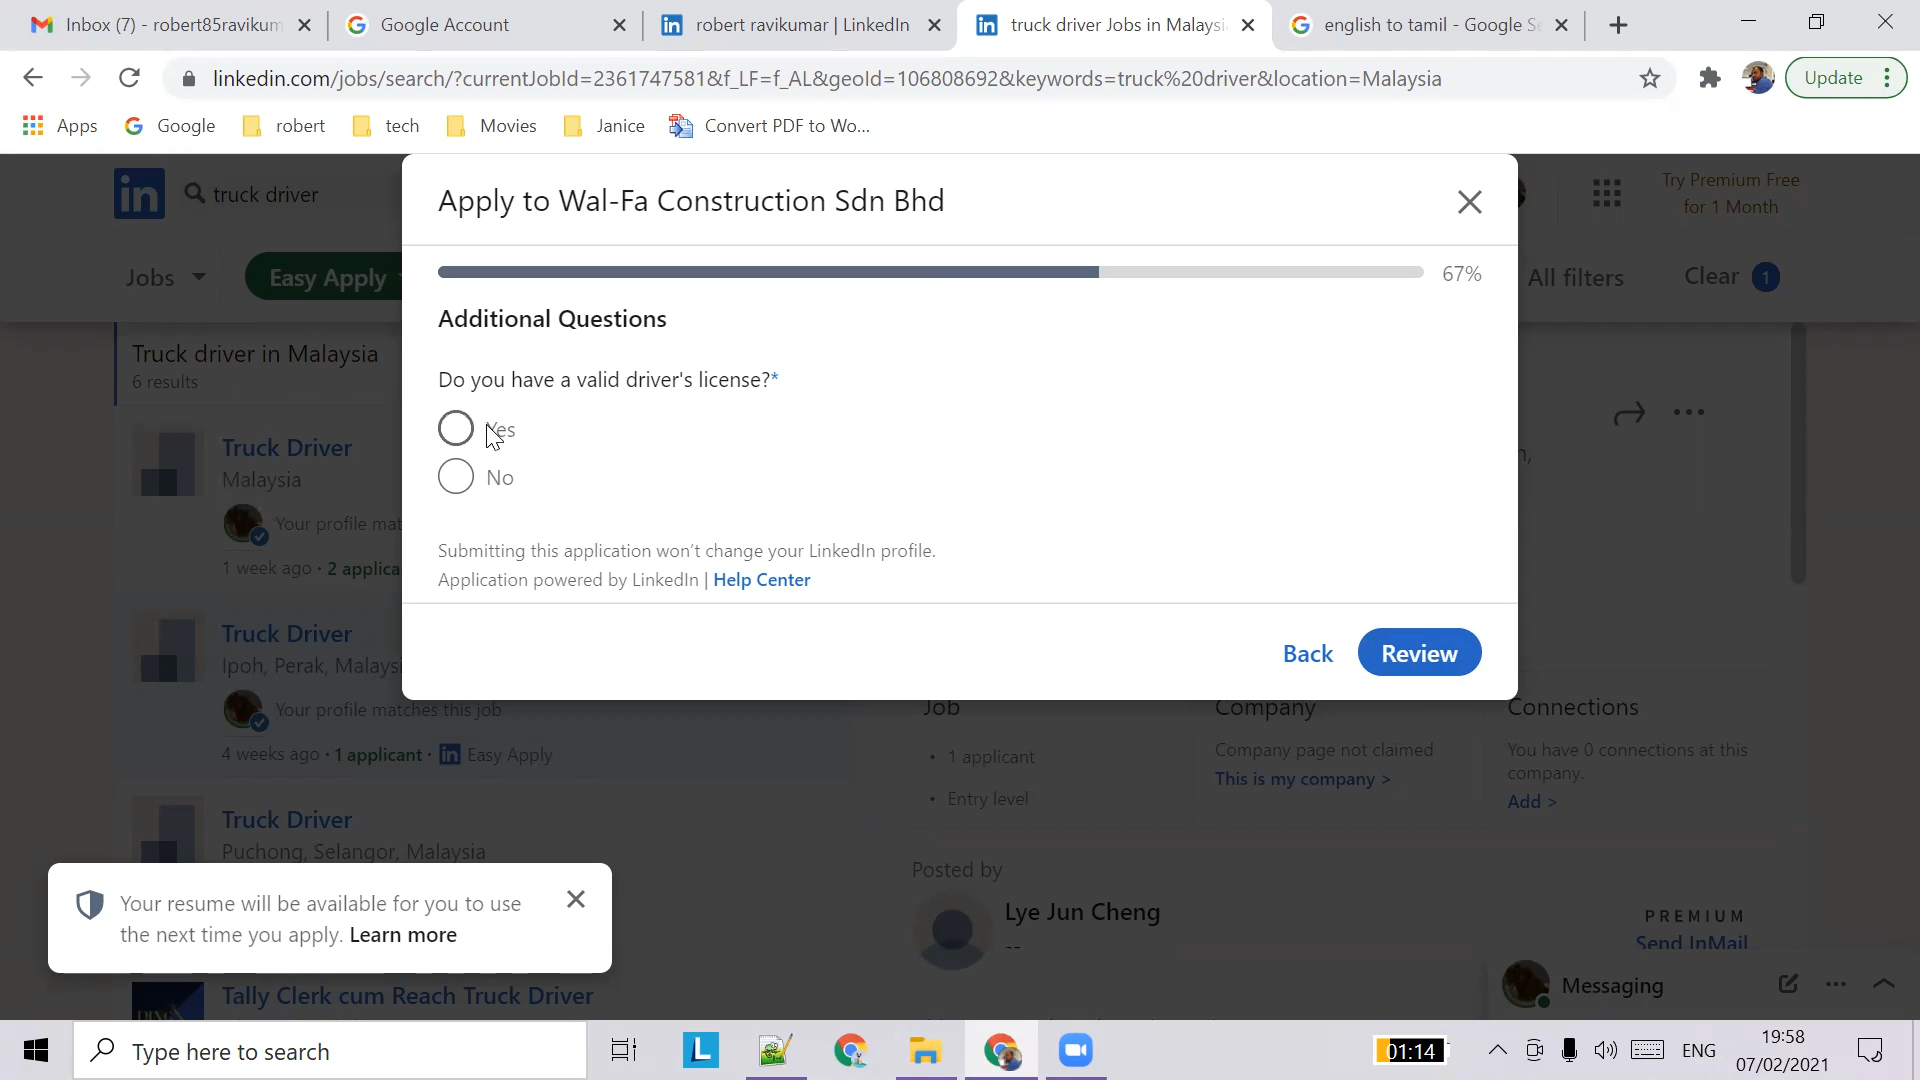 Inbox (7) - robert85ravikum
Google Account
robert ravikumar | LinkedIn
truck driver Jobs in Malaysi
english to tamil - Google Se
linkedin.com/jobs/search/?currentJobId=2361747581&f_LF=f_AL&geoId=106808692&keywords=truck%20driver&location=Malaysia
Update
Apps
Google
robert
tech
Movies
Janice
Convert PDF to Wo...
in
truck driver
Try Premium Free
for 1 Month
Jobs
Easy Apply
All filters
Clear 1
Apply to Wal-Fa Construction Sdn Bhd
67%
Additional Questions
Do you have a valid driver's license?*
Yes
No
Submitting this application won't change your LinkedIn profile.
Application powered by LinkedIn | Help Center
Back
Review
Truck driver in Malaysia
6 results
Truck Driver
Malaysia
Your profile mat
1 week ago · 2 applica
Truck Driver
Ipoh, Perak, Malaysi
Your profile matches this job
4 weeks ago · 1 applicant · in Easy Apply
Truck Driver
Puchong, Selangor, Malaysia
Tally Clerk cum Reach Truck Driver
Your resume will be available for you to use
the next time you apply. Learn more
Job
• 1 applicant
• Entry level
Company
Company page not claimed
This is my company >
Connections
You have 0 connections at this
company.
Add >
Posted by
Lye Jun Cheng
--
PREMIUM
Send InMail
Messaging
Type here to search
L
01:14
ENG
19:58
07/02/2021